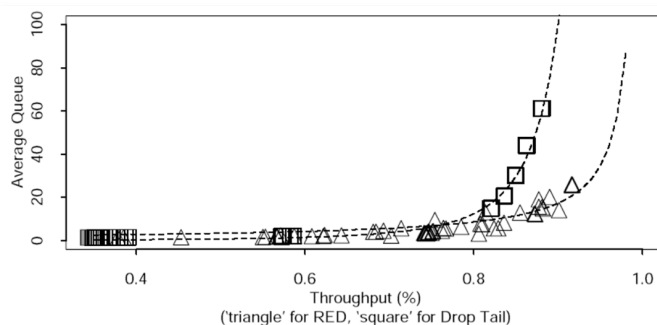 100
80
60
40
20
0
Average Queue
0.4 0.6 0.8 1.0
Throughput (%)
('triangle' for RED, 'square' for Drop Tail)